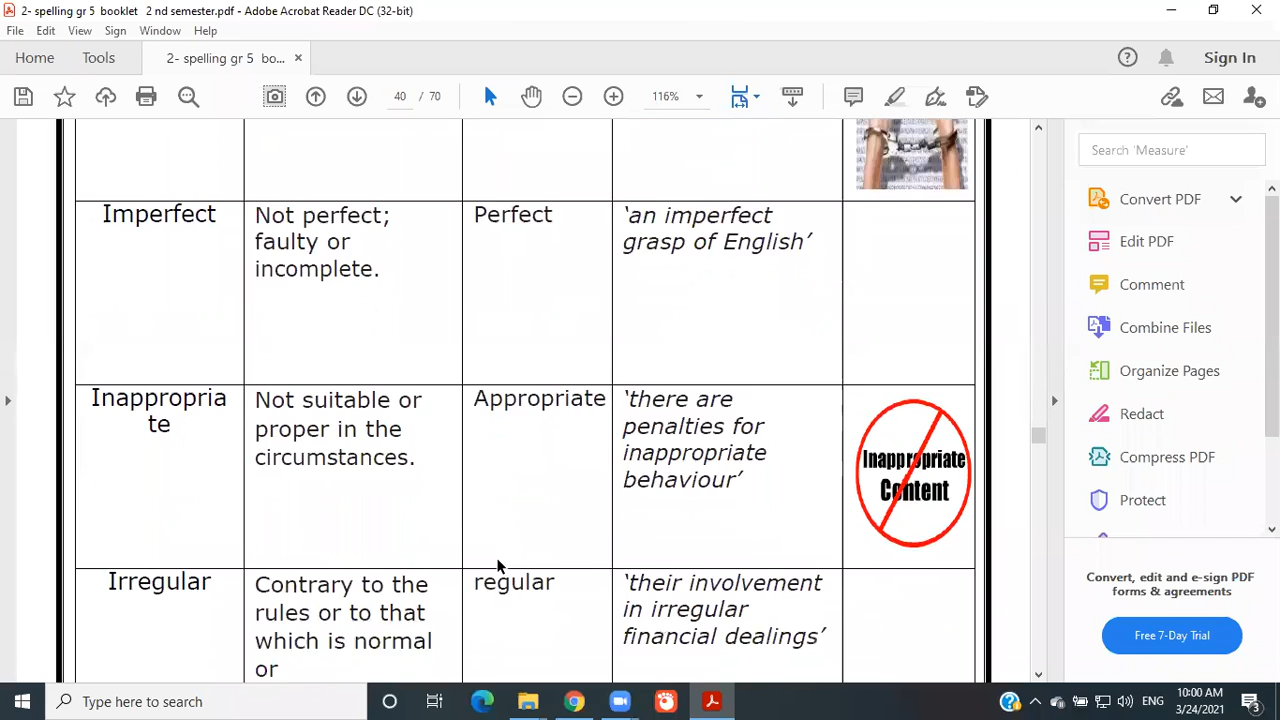 2- spelling gr 5 booklet 2 nd semester.pdf - Adobe Acrobat Reader DC (32-bit)
File Edit View Sign Window Help
Home Tools 2- spelling gr 5 bo... × Sign In
40 / 70 116%
Search 'Measure'
Convert PDF
Edit PDF
Comment
Combine Files
Organize Pages
Redact
Compress PDF
Protect
Convert, edit and e-sign PDF
forms & agreements
Free 7-Day Trial
Imperfect
Not perfect;
faulty or
incomplete.
Perfect
‘an imperfect
grasp of English’
Inappropria
te
Not suitable or
proper in the
circumstances.
Appropriate
‘there are
penalties for
inappropriate
behaviour’
Inappropriate
Content
Irregular
Contrary to the
rules or to that
which is normal
or
regular
‘their involvement
in irregular
financial dealings’
Type here to search
ENG
10:00 AM
3/24/2021
3